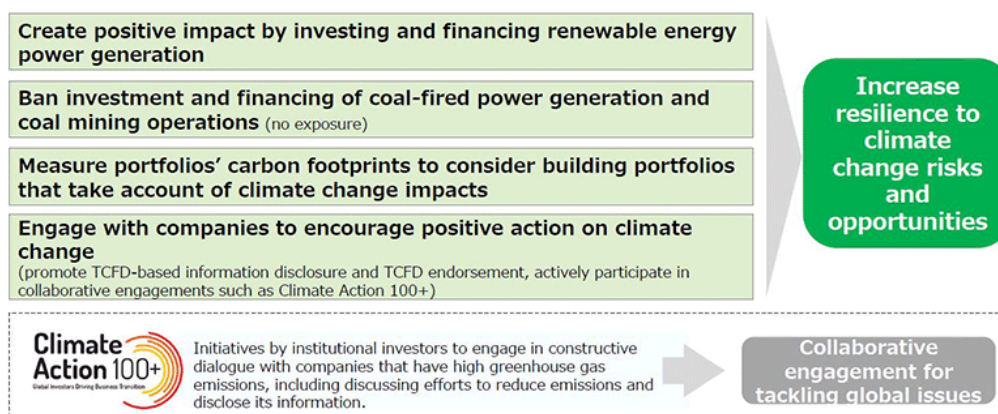 Create positive impact by investing and financing renewable energy
power generation
Ban investment and financing of coal-fired power generation and
coal mining operations (no exposure)
Measure portfolios’ carbon footprints to consider building portfolios
that take account of climate change impacts
Engage with companies to encourage positive action on climate
change
(promote TCFD-based information disclosure and TCFD endorsement, actively participate in
collaborative engagements such as Climate Action 100+)
Increase
resilience to
climate
change risks
and
opportunities
Climate
Action 100+
Global Investors Driving Business Transition
Initiatives by institutional investors to engage in constructive
dialogue with companies that have high greenhouse gas
emissions, including discussing efforts to reduce emissions and
disclose its information.
Collaborative
engagement for
tackling global issues